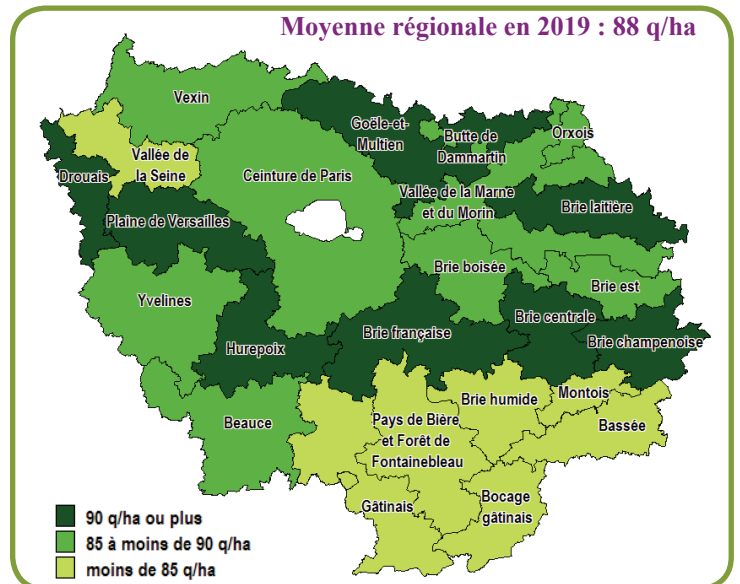 Moyenne régionale en 2019 : 88 q/ha
Vexin
Goële-et-
Multien
Butte de
Dammartin
Orxois
Vallée de
la Seine
Drouais
Ceinture de Paris
Vallée de la Marne
et du Morin
Brie laitière
Plaine de Versailles
Brie boisée
Brie est
Yvelines
Brie centrale
Brie française
Brie champenoise
Hurepoix
Montois
Brie humide
Beauce
Pays de Bière
et Forêt de
Fontainebleau
Bassée
Gâtinais
Bocage
gâtinais
90 q/ha ou plus
85 à moins de 90 q/ha
moins de 85 q/ha